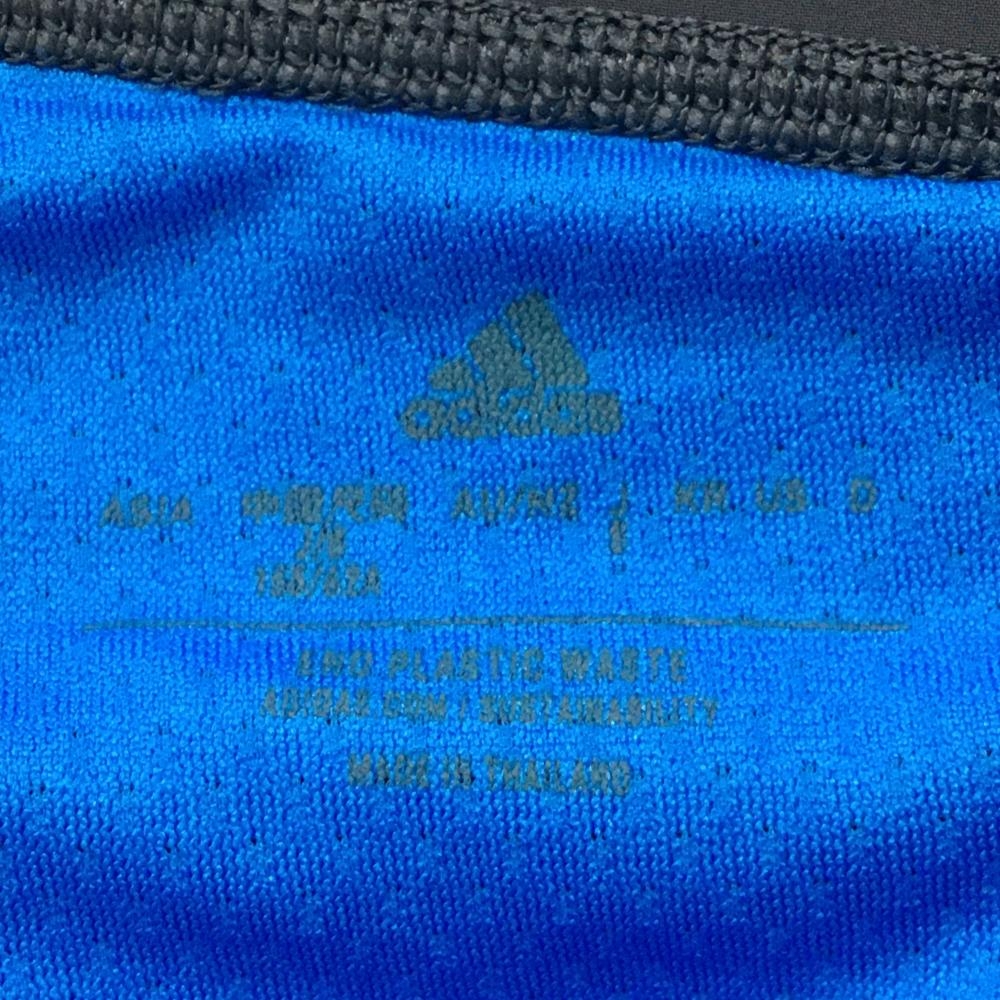 adidas
ASIA AU/NZ J KR US D
J/S
S
END PLASTIC WASTE
ADIDAS.COM / SUSTAINABILITY
MADE IN THAILAND